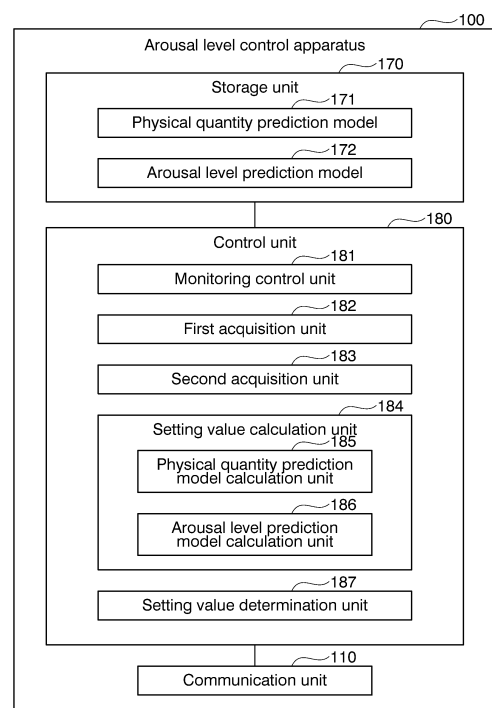 100
Arousal level control apparatus
170
Storage unit
171
Physical quantity prediction model
172
Arousal level prediction model
180
Control unit
181
Monitoring control unit
182
First acquisition unit
183
Second acquisition unit
184
Setting value calculation unit
185
Physical quantity prediction
model calculation unit
186
Arousal level prediction
model calculation unit
187
Setting value determination unit
110
Communication unit